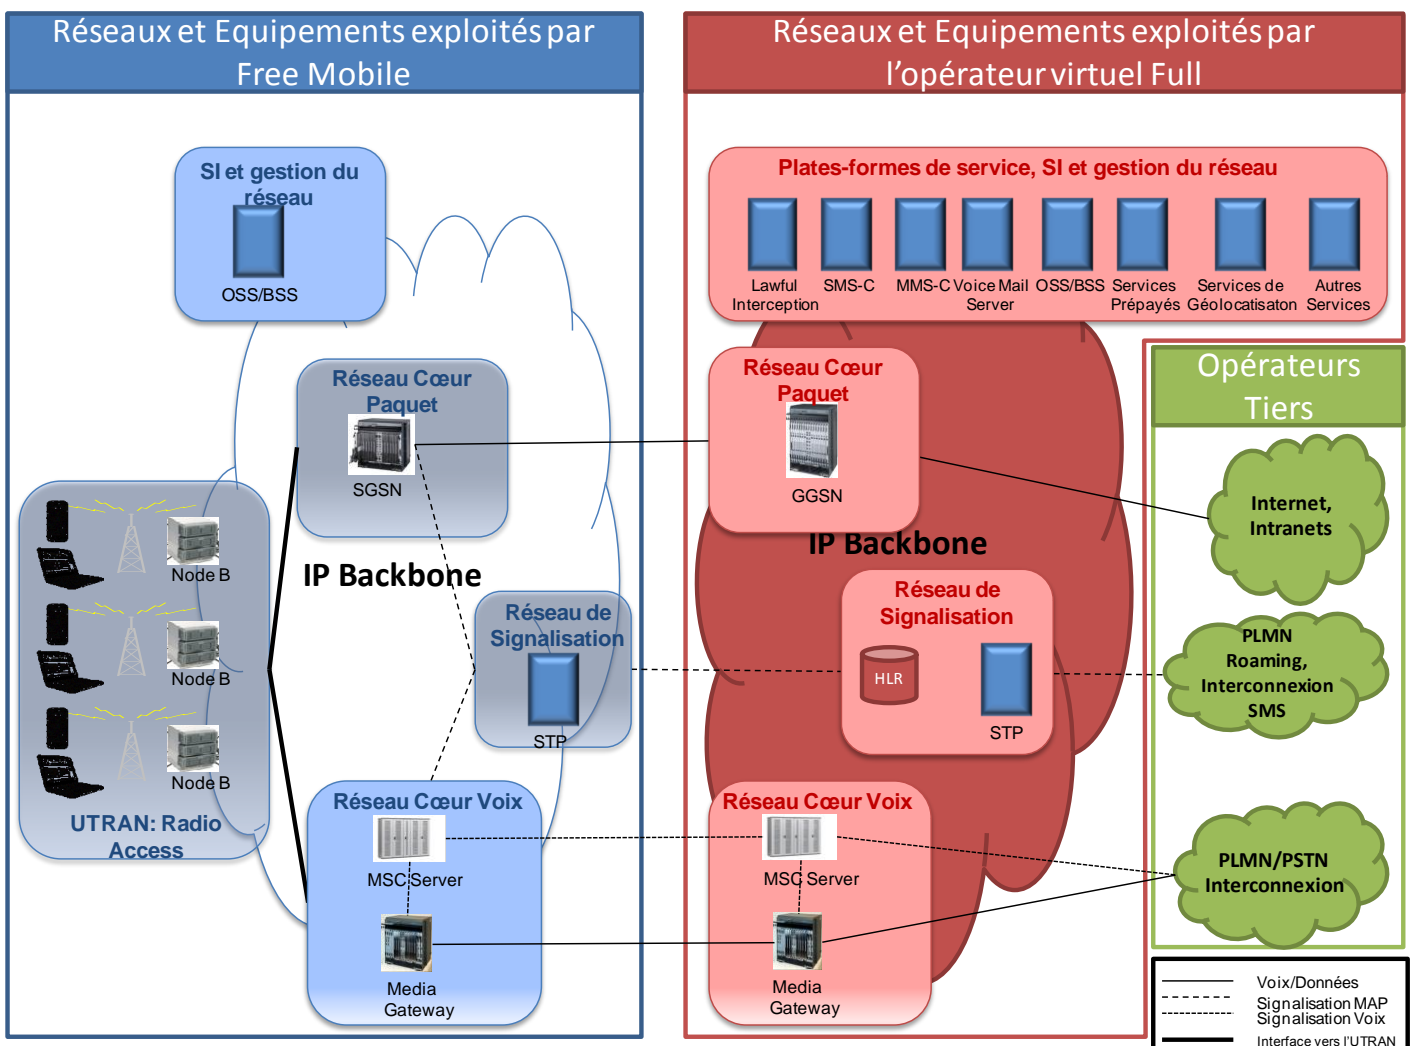 Réseaux et Equipements exploités par
Free Mobile
SI et gestion du
réseau
OSS/BSS
Réseau Cœur
Paquet
SGSN
Node B
Node B
Node B
UTRAN: Radio
Access
IP Backbone
Réseau de
Signalisation
STP
Réseau Cœur Voix
MSC Server
Media
Gateway
Réseaux et Equipements exploités par
l'opérateur virtuel Full
Plates-formes de service, SI et gestion du réseau
Lawful
Interception
SMS-C
MMS-C
Voice Mail
Server
OSS/BSS
Services
Prépayés
Services de
Géolocatisaton
Autres
Services
Réseau Cœur
Paquet
GGSN
IP Backbone
Réseau de
Signalisation
HLR
STP
Réseau Cœur Voix
MSC Server
Media
Gateway
Opérateurs
Tiers
Internet,
Intranets
PLMN
Roaming,
Interconnexion
SMS
PLMN/PSTN
Interconnexion
Voix/Données
Signalisation MAP
Signalisation Voix
Interface vers l'UTRAN